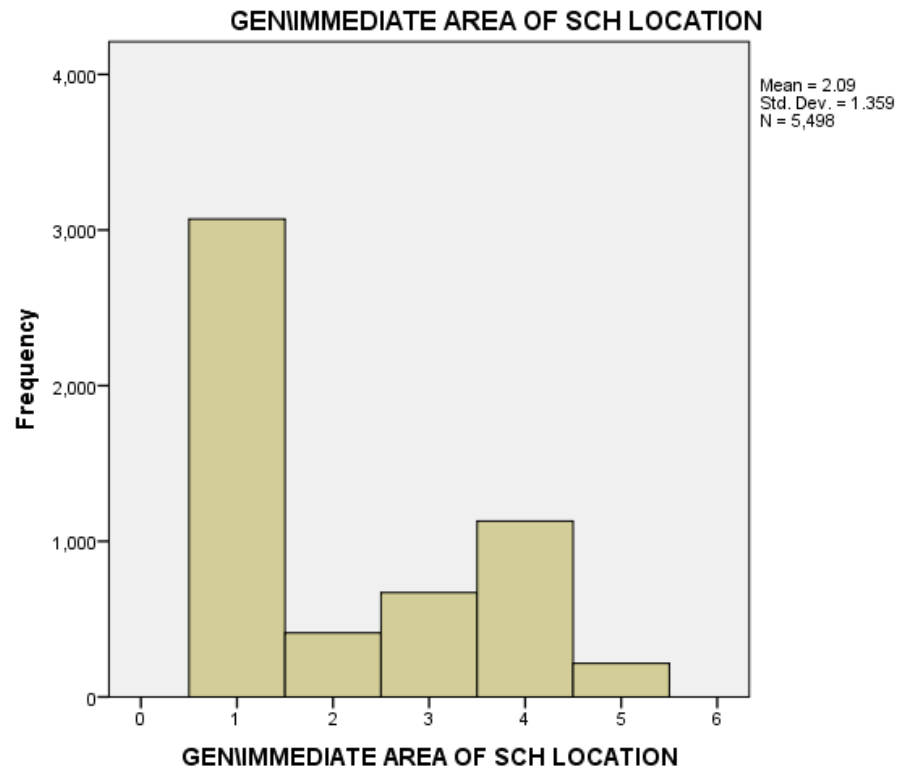 GEN\IMMEDIATE AREA OF SCH LOCATION
4,000
3,000
2,000
1,000
0
Frequency
Mean = 2.09
Std. Dev. = 1.359
N = 5,498
0 1 2 3 4 5 6
GEN\IMMEDIATE AREA OF SCH LOCATION